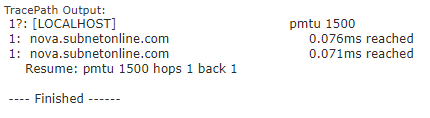 TracePath Output:
1?: [LOCALHOST] pmtu 1500
1: nova.subnetonline.com 0.076ms reached
1: nova.subnetonline.com 0.071ms reached
Resume: pmtu 1500 hops 1 back 1
---- Finished ------